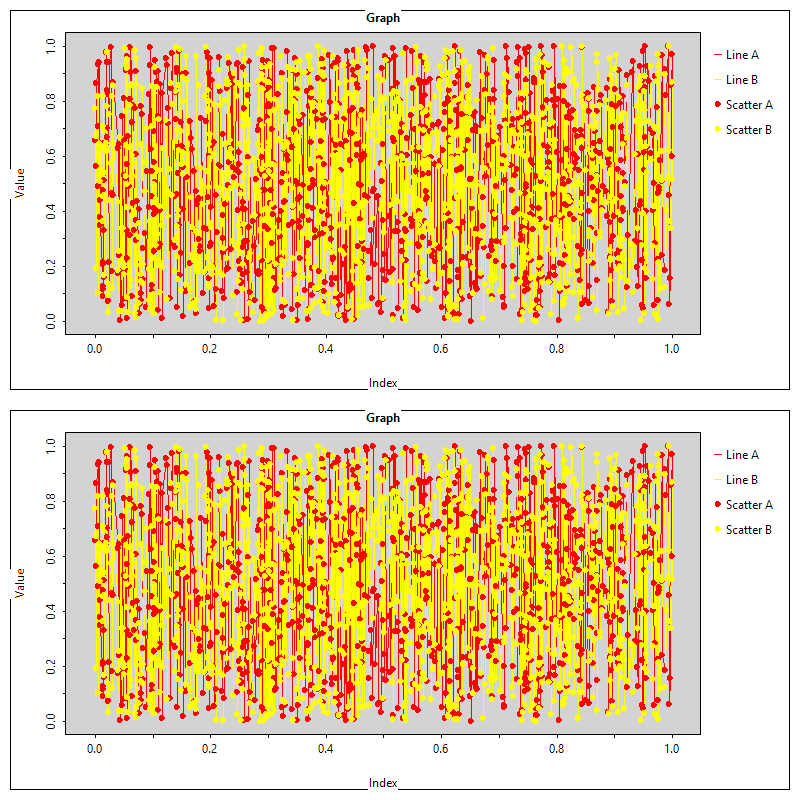 Graph
1.0
0.8
0.6
0.4
0.2
0.0
Value
0.0 0.2 0.4 0.6 0.8 1.0
Index
Line A
Line B
Scatter A
Scatter B
Graph
1.0
0.8
0.6
0.4
0.2
0.0
Value
0.0 0.2 0.4 0.6 0.8 1.0
Index
Line A
Line B
Scatter A
Scatter B